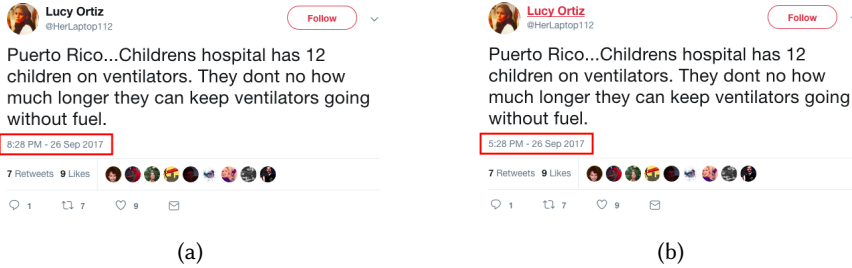 Lucy Ortiz
@HerLaptop112
Follow
Puerto Rico...Childrens hospital has 12
children on ventilators. They dont no how
much longer they can keep ventilators going
without fuel.
8:28 PM - 26 Sep 2017
7 Retweets 9 Likes
1 7 9
(a)
Lucy Ortiz
@HerLaptop112
Follow
Puerto Rico...Childrens hospital has 12
children on ventilators. They dont no how
much longer they can keep ventilators going
without fuel.
5:28 PM - 26 Sep 2017
7 Retweets 9 Likes
1 7 9
(b)